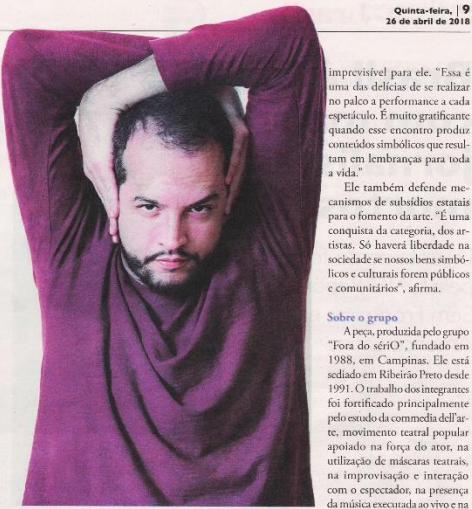 Quinta-feira, | 9
26 de abril de 2018
imprevisível para ele. “Essa é
uma das delícias de se realizar
no palco a performance a cada
espetáculo. É muito gratificante
quando esse encontro produz
conteúdos simbólicos que resul-
tam em lembranças para toda
a vida.”
Ele também defende me-
canismos de subsídios estatais
para o fomento da arte. “É uma
conquista da categoria, dos ar-
tistas. Só haverá liberdade na
sociedade se nossos bens simbó-
licos e culturais forem públicos
e comunitários”, afirma.
Sobre o grupo
A peça, produzida pelo grupo
“Fora do sériO”, fundado em
1988, em Campinas. Ele está
sediado em Ribeirão Preto desde
1991. O trabalho dos integrantes
foi fortificado principalmente
pelo estudo da commedia dell’ar-
te, movimento teatral popular
apoiado na força do ator, na
utilização de máscaras teatrais,
na improvisação e interação
com o espectador, na presença
da música executada ao vivo e na